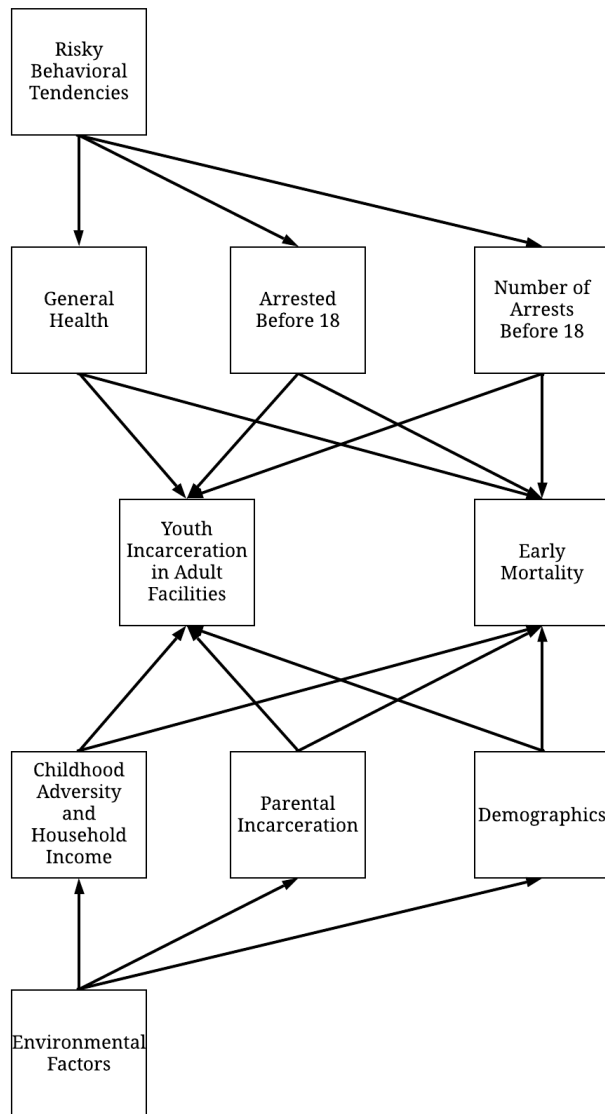 Risky
Behavioral
Tendencies
General
Health
Arrested
Before 18
Number of
Arrests
Before 18
Youth
Incarceration
in Adult
Facilities
Early
Mortality
Childhood
Adversity
and
Household
Income
Parental
Incarceration
Demographics
Environmental
Factors